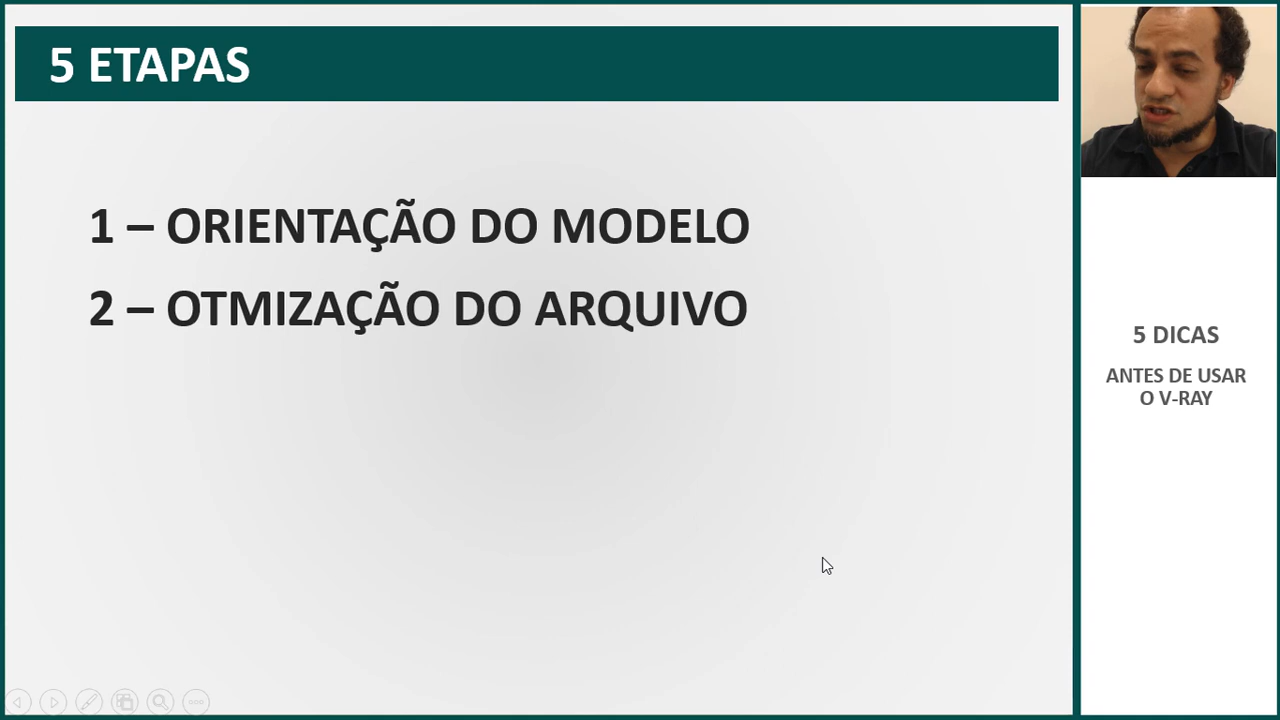 5 ETAPAS
1 – ORIENTAÇÃO DO MODELO
2 – OTMIZAÇÃO DO ARQUIVO
5 DICAS
ANTES DE USAR
O V-RAY